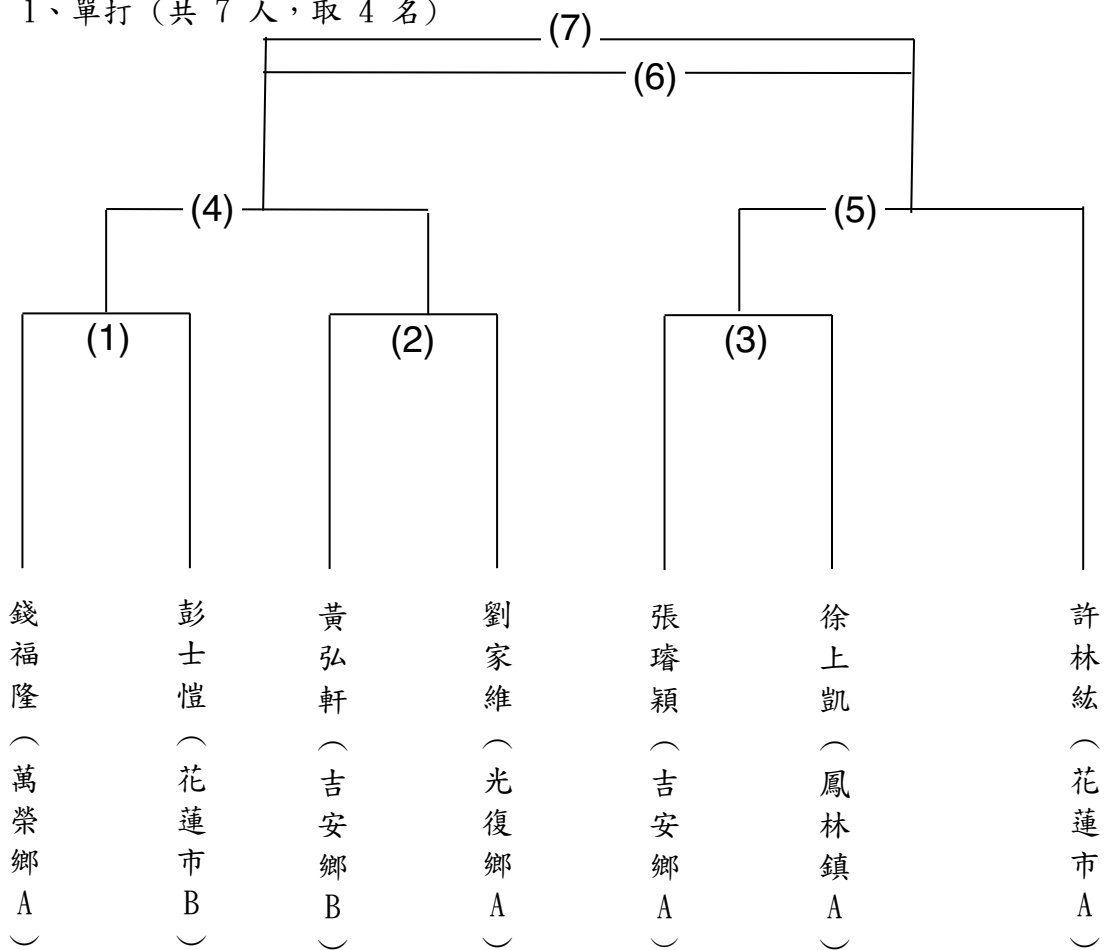 1、單打（共 7 人，取 4 名）
(7)
(6)
(4)
(5)
(1)
(2)
(3)
錢福隆（萬榮鄉A）
彭士愷（花蓮市B）
黃弘軒（吉安鄉B）
劉家維（光復鄉A）
張璿穎（吉安鄉A）
徐上凱（鳳林鎮A）
許林紘（花蓮市A）